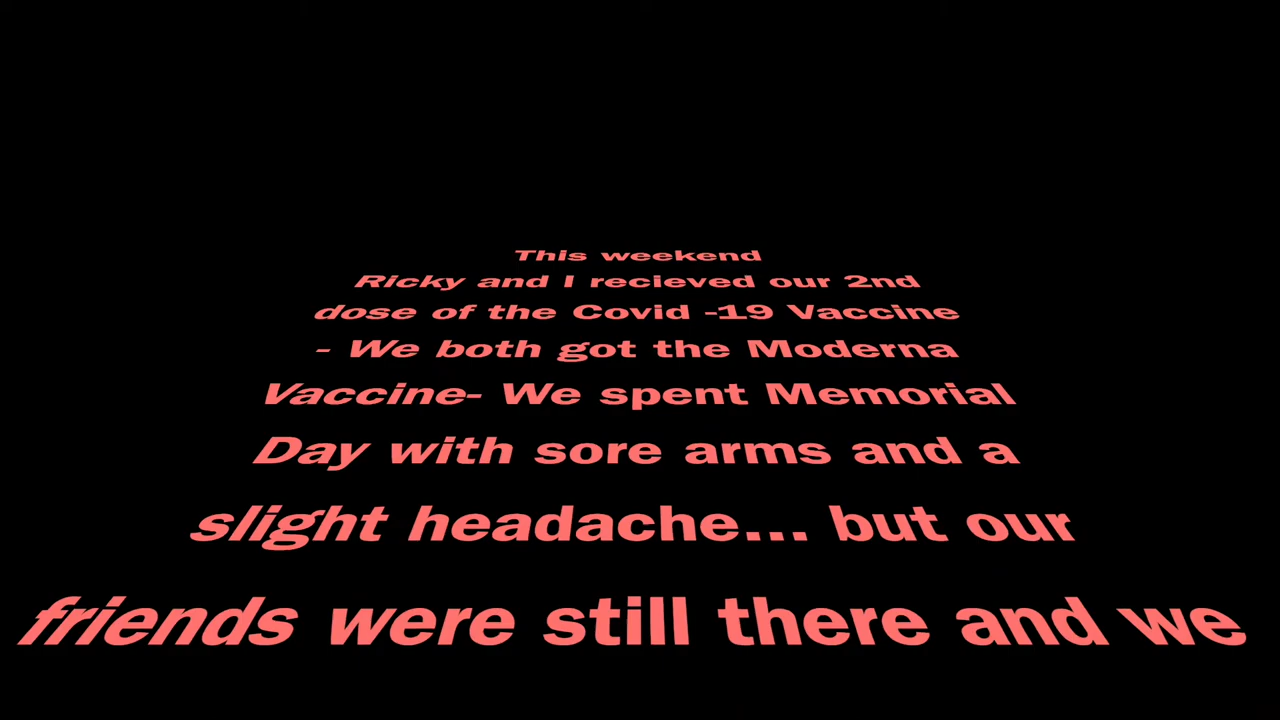 This weekend
Ricky and I recieved our 2nd
dose of the Covid -19 Vaccine
- We both got the Moderna
Vaccine- We spent Memorial
Day with sore arms and a
slight headache... but our
friends were still there and we